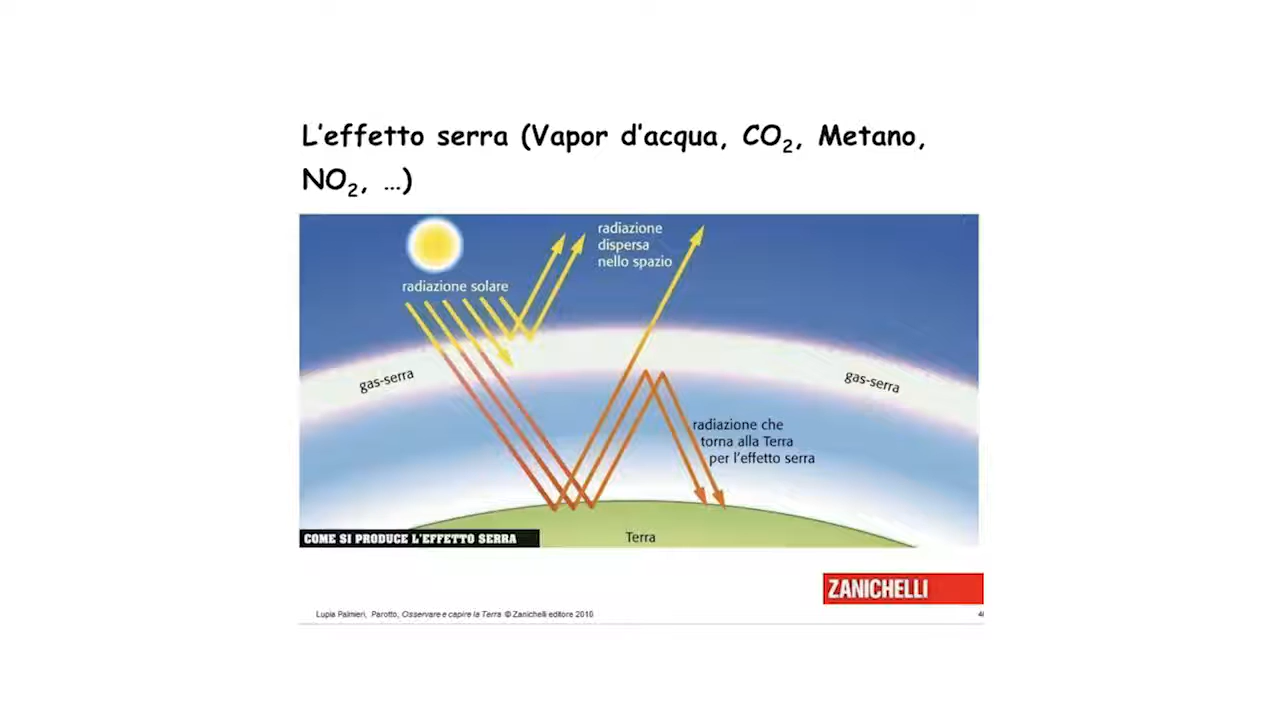 L'effetto serra (Vapor d'acqua, CO₂, Metano,
NO₂, ...)
radiazione
dispersa
nello spazio
radiazione solare
gas-serra
gas-serra
radiazione che
torna alla Terra
per l'effetto serra
COME SI PRODUCE L'EFFETTO SERRA
Terra
ZANICHELLI
Lupia Palmieri, Parotto, Osservare e capire la Terra © Zanichelli editore 2010